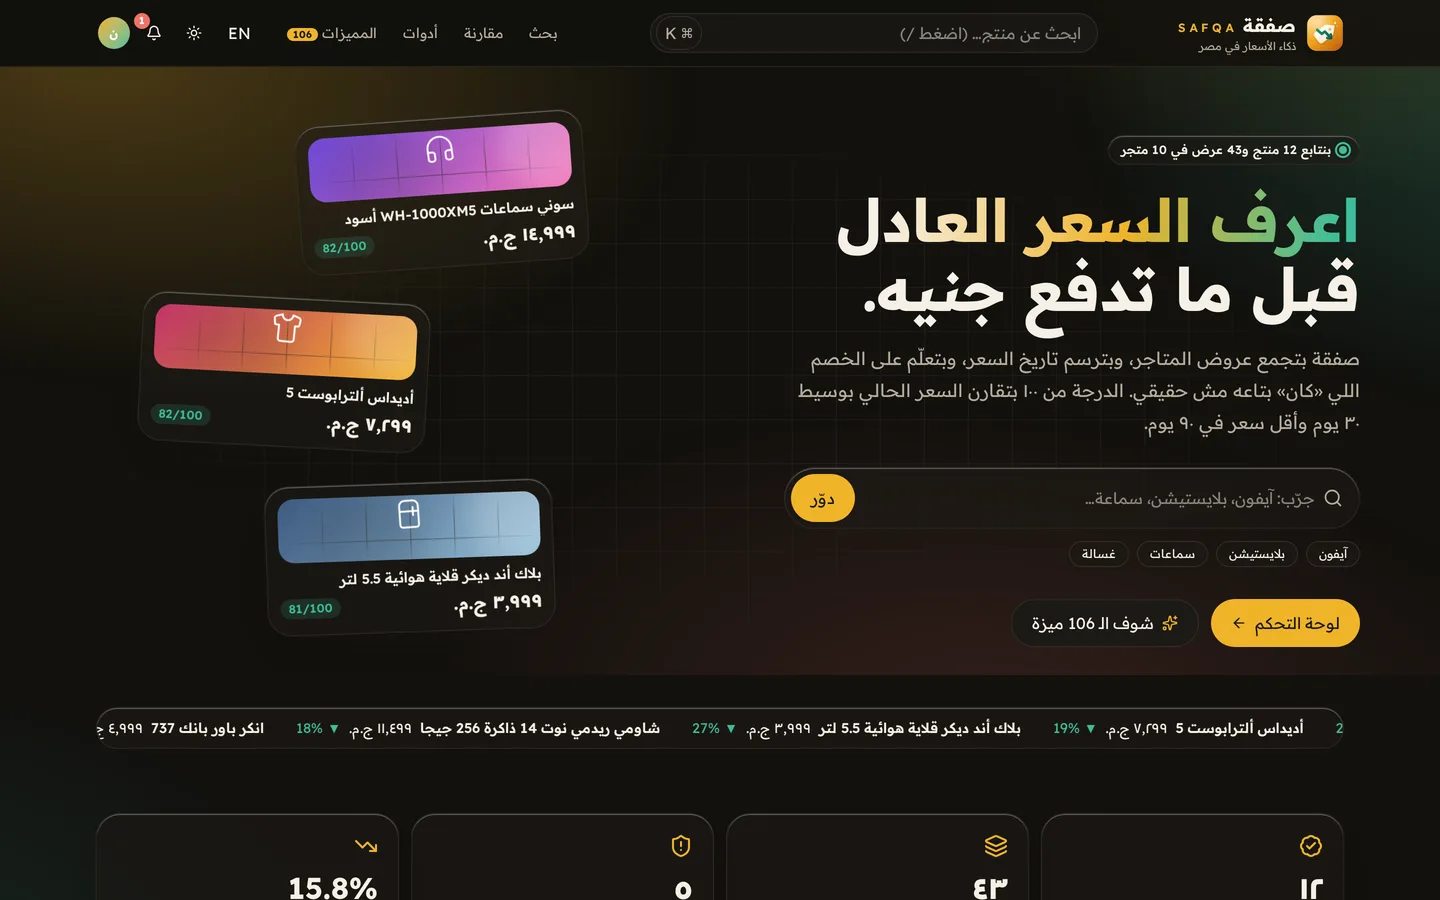 صفقة SAFQA
ذكاء الأسعار في مصر
ابحث عن منتج... (اضغط /)
⌘ K
بحث
مقارنة
أدوات
المميزات 106
EN
1
ن
بنتابع 12 منتج و43 عرض في 10 متجر
اعرف السعر العادل
قبل ما تدفع جنيه.
صفقة بتجمع عروض المتاجر، وبترسم تاريخ السعر، وبتعلّم على الخصم
اللي «كان» بتاعه مش حقيقي. الدرجة من ١٠٠ بتقارن السعر الحالي بوسيط
٣٠ يوم وأقل سعر في ٩٠ يوم.
جرّب: آيفون، بلايستيشن، سماعة...
دوّر
آيفون
بلايستيشن
سماعات
غسالة
لوحة التحكم ←
شوف الـ 106 ميزة
سوني سماعات WH-1000XM5 أسود
١٤,٩٩٩ ج.م.
82/100
أديداس ألترابوست 5
٧,٢٩٩ ج.م.
82/100
بلاك أند ديكر قلاية هوائية 5.5 لتر
٣,٩٩٩ ج.م.
81/100
أديداس ألترابوست 5 ٧,٢٩٩ ج.م. ▼ 19%
بلاك أند ديكر قلاية هوائية 5.5 لتر ٣,٩٩٩ ج.م. ▼ 27%
شاومي ريدمي نوت 14 ذاكرة 256 جيجا ١١,٤٩٩ ج.م. ▼ 18%
انكر باور بانك 737 ٤,٩٩٩
١٢
٤٣
٥
15.8%